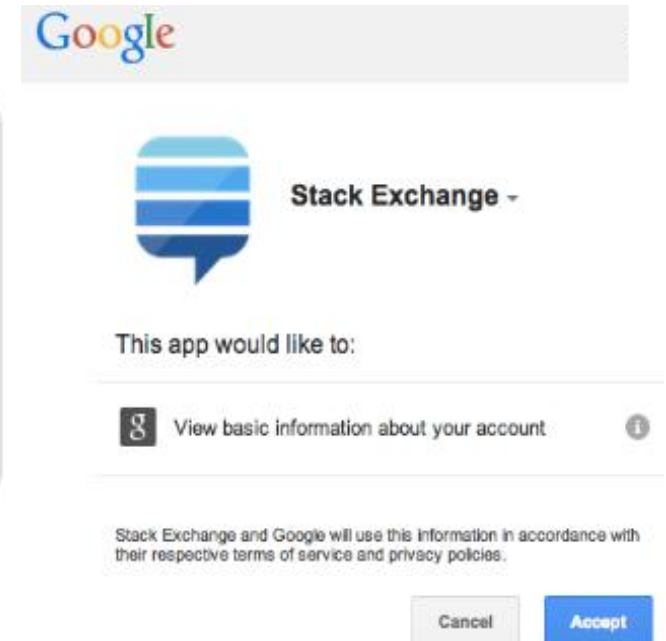 Google
Stack Exchange
This app would like to:
g View basic information about your account i
Stack Exchange and Google will use this information in accordance with
their respective terms of service and privacy policies.
Cancel Accept